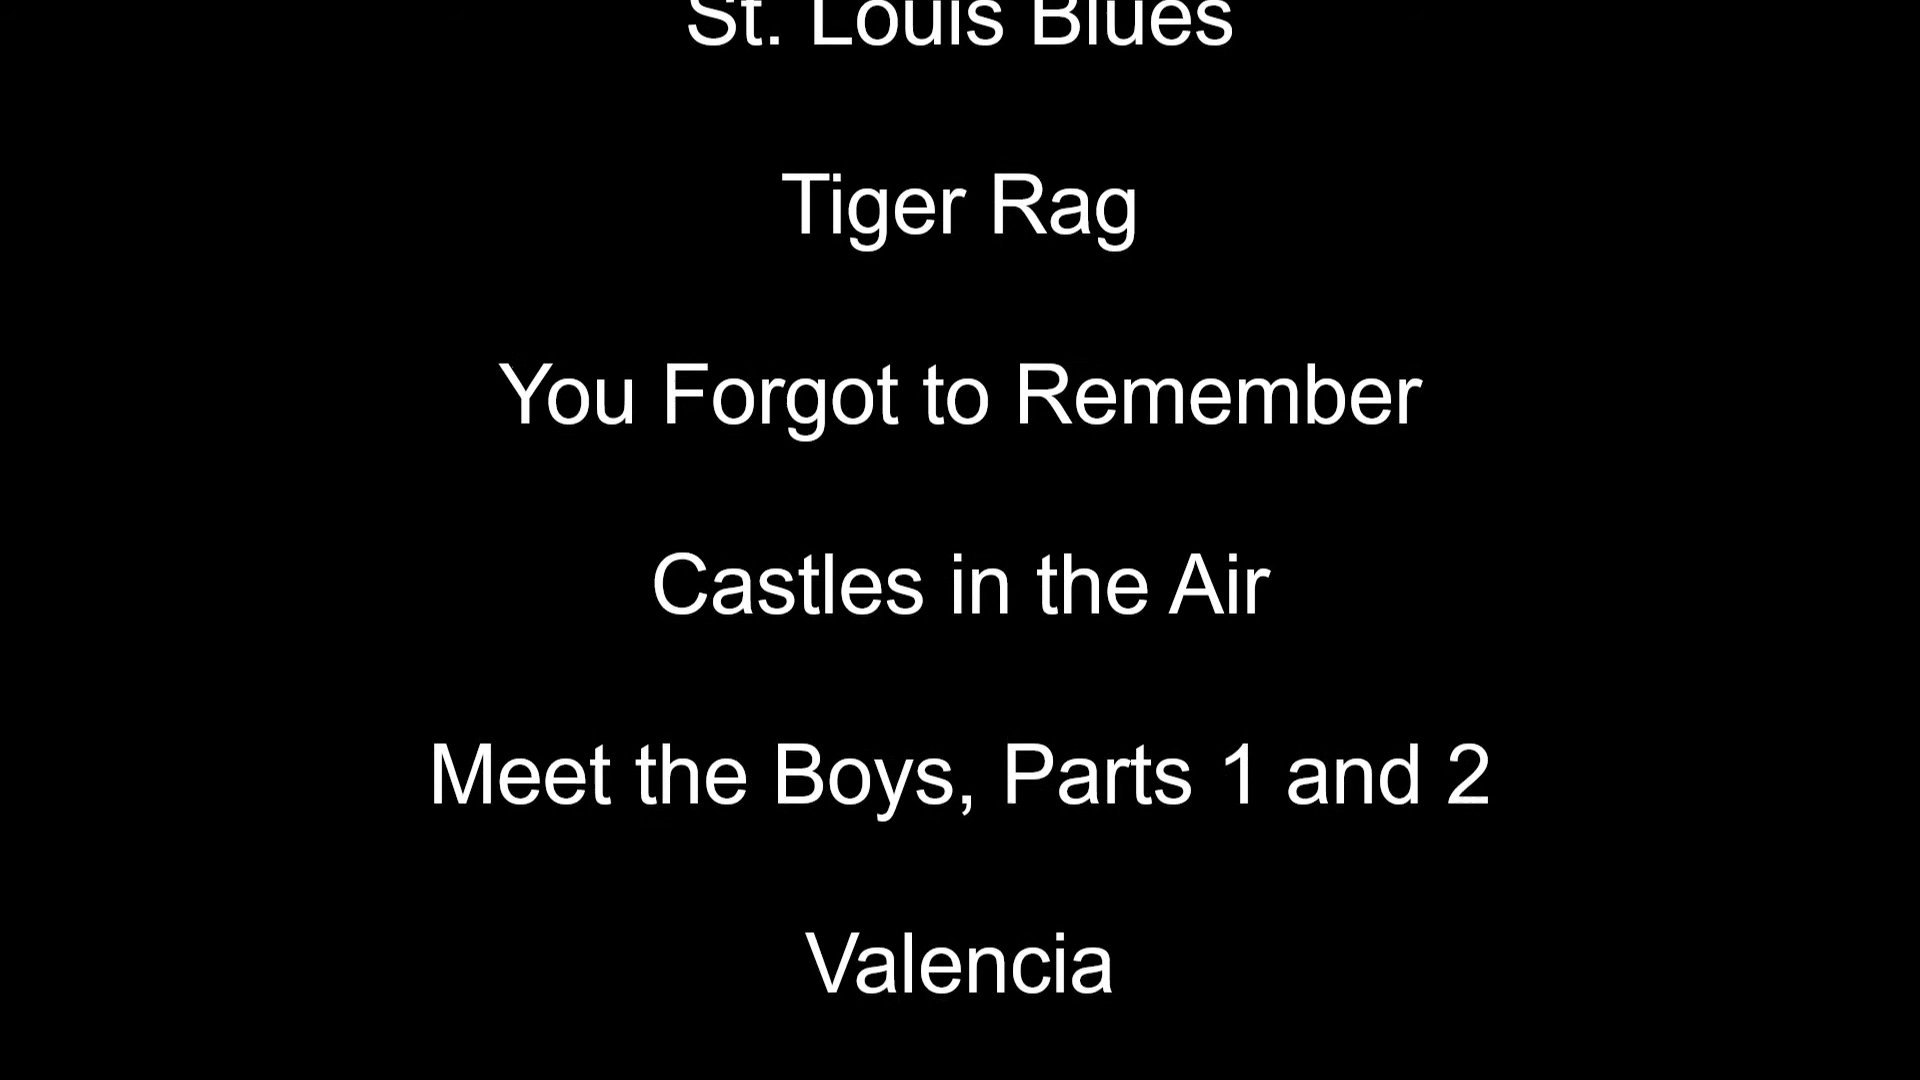 St. Louis Blues
Tiger Rag
You Forgot to Remember
Castles in the Air
Meet the Boys, Parts 1 and 2
Valencia